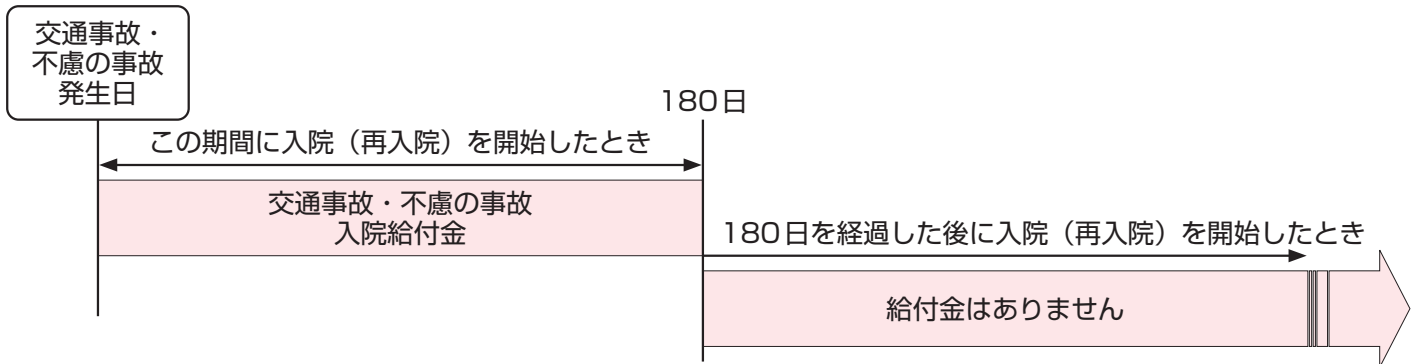 交通事故・
不慮の事故
発生日
180日
この期間に入院（再入院）を開始したとき
交通事故・不慮の事故
入院給付金
180日を経過した後に入院（再入院）を開始したとき
給付金はありません